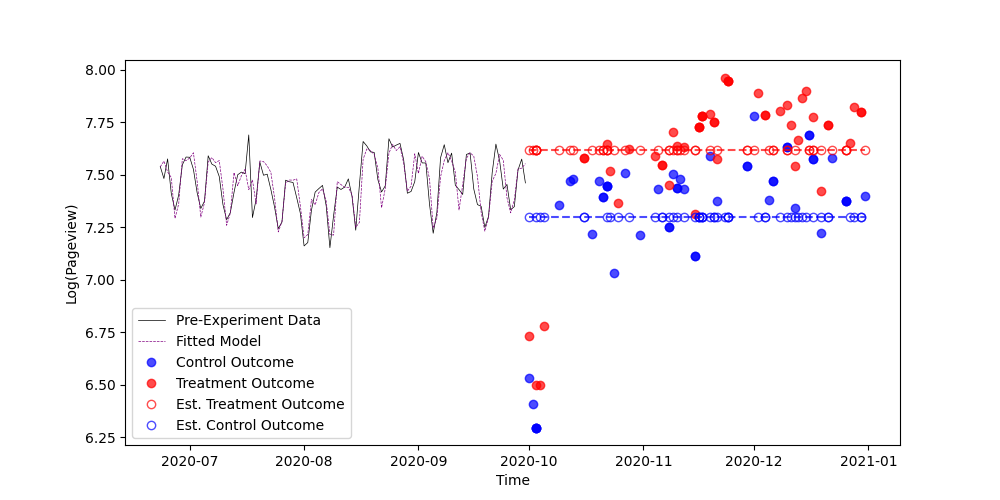 8.00
7.75
7.50
7.25
7.00
6.75
6.50
6.25
Log(Pageview)
Pre-Experiment Data
Fitted Model
Control Outcome
Treatment Outcome
Est. Treatment Outcome
Est. Control Outcome
2020-07
2020-08
2020-09
2020-10
2020-11
2020-12
2021-01
Time